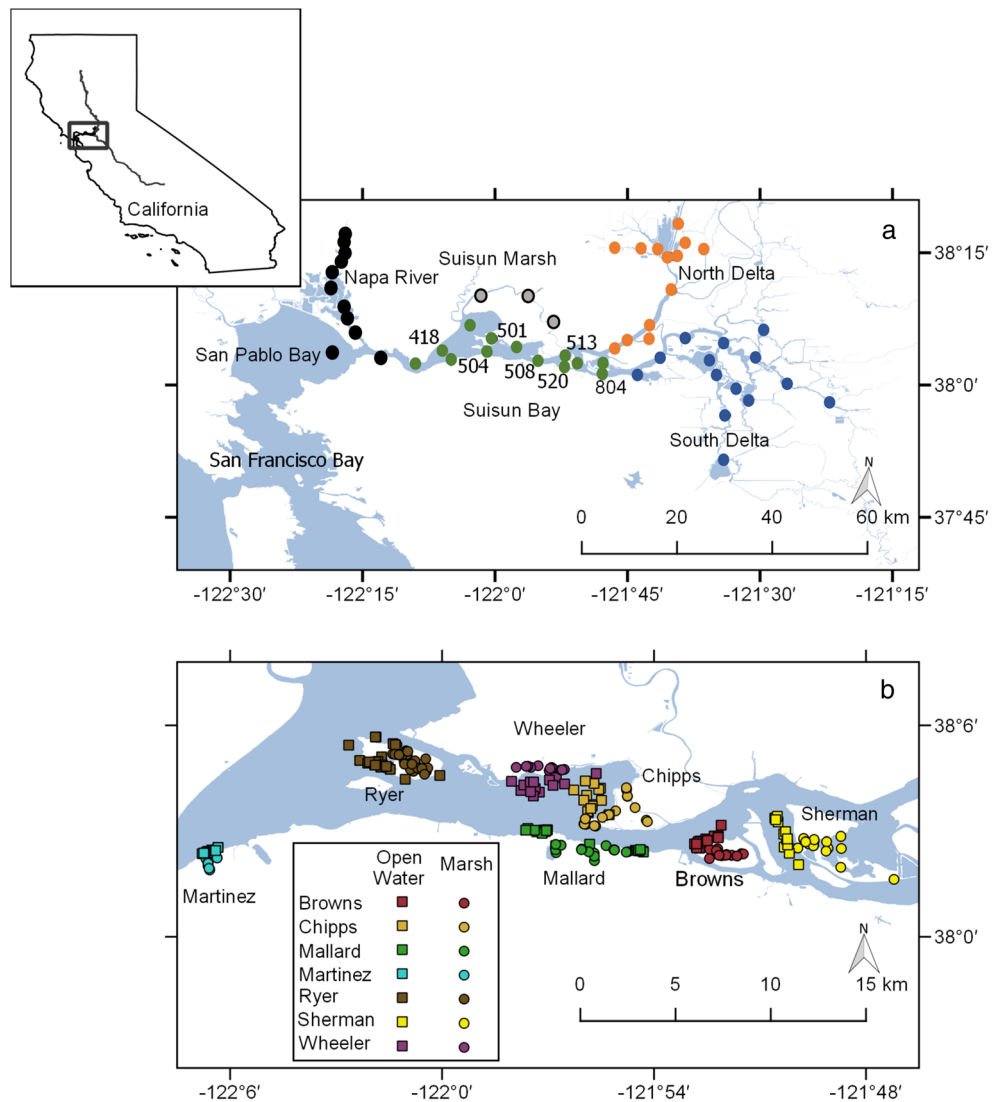 California
a
Suisun Marsh
North Delta
Napa River
38°15′
418
501
513
San Pablo Bay
504
508
520
804
38°0′
Suisun Bay
South Delta
San Francisco Bay
N
0 20 40 60 km
37°45′
-122°30′ -122°15′ -122°0′ -121°45′ -121°30′ -121°15′
b
Wheeler
38°6′
Chipps
Ryer
Sherman
Mallard
Browns
Martinez
Open Water Marsh
Browns
Chipps
Mallard
Martinez
Ryer
Sherman
Wheeler
N
38°0′
0 5 10 15 km
-122°6′ -122°0′ -121°54′ -121°48′